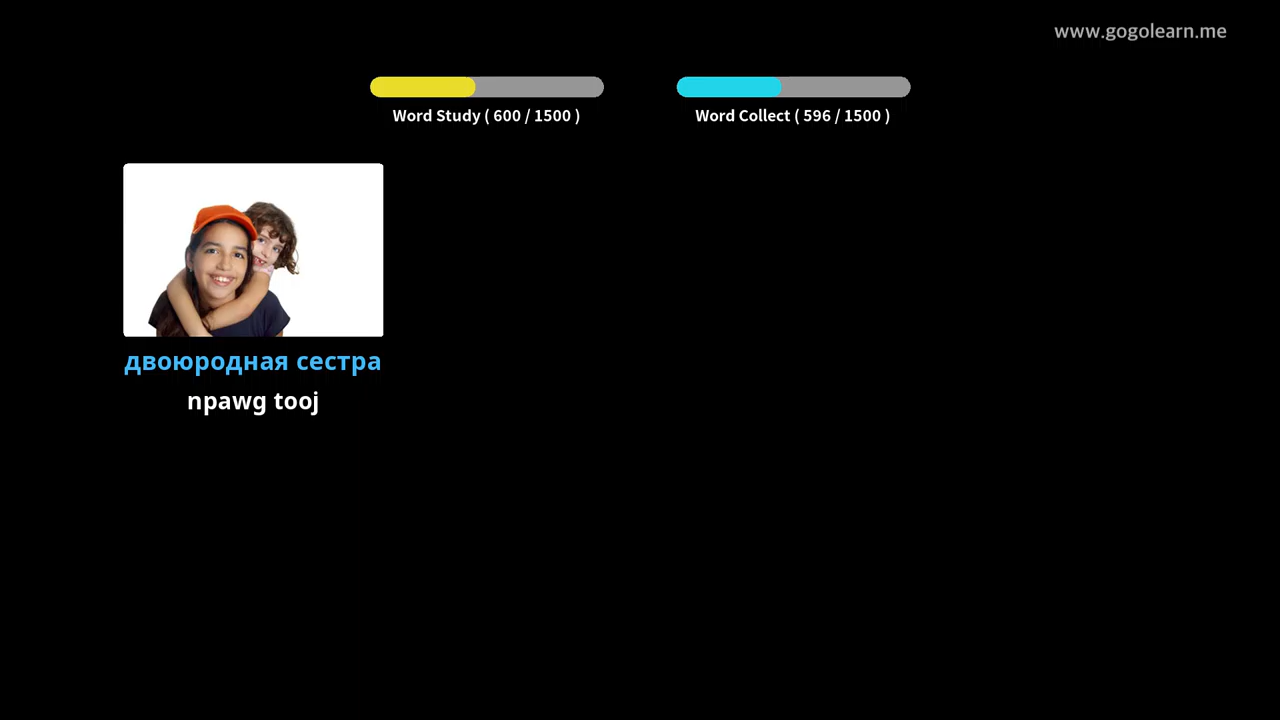 www.gogolearn.me
Word Study ( 600 / 1500 )
Word Collect ( 596 / 1500 )
двоюродная сестра
npawg tooj